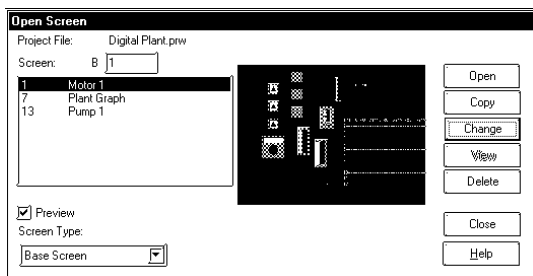 Open Screen
Project File: Digital Plant.prw
Screen: B 1
1 Motor 1
7 Plant Graph
13 Pump 1
Preview
Screen Type:
Base Screen
Open
Copy
Change
View
Delete
Close
Help